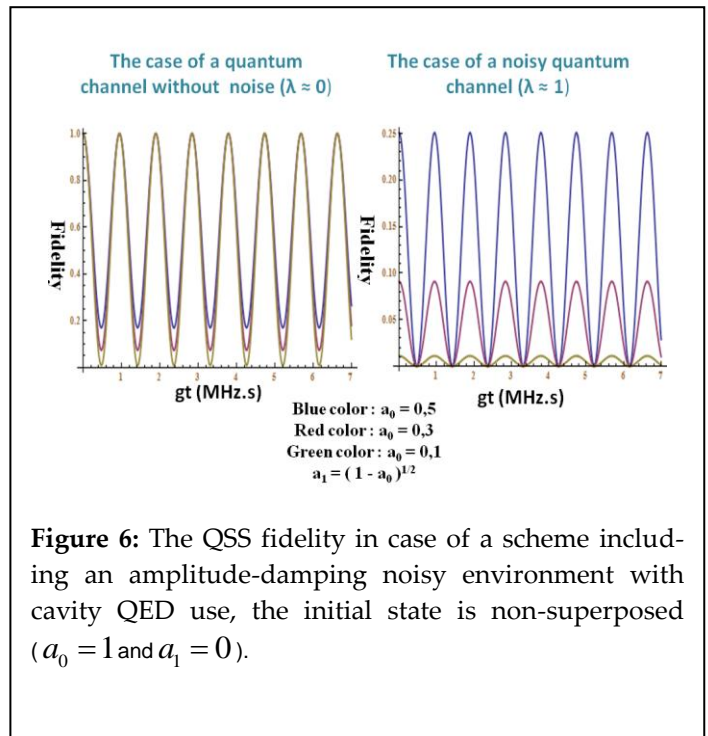 The case of a quantum
channel without noise (λ ≈ 0)
The case of a noisy quantum
channel (λ ≈ 1)
1.0
0.8
0.6
0.4
0.2
Fidelity
1 2 3 4 5 6 7
gt (MHz.s)
0.25
0.20
0.15
0.10
0.05
Fidelity
1 2 3 4 5 6 7
gt (MHz.s)
Blue color : a₀ = 0,5
Red color : a₀ = 0,3
Green color : a₀ = 0,1
a₁ = ( 1 - a₀ )¹ᐟ²
Figure 6: The QSS fidelity in case of a scheme includ-
ing an amplitude-damping noisy environment with
cavity QED use, the initial state is non-superposed
( a₀ = 1 and a₁ = 0 ).